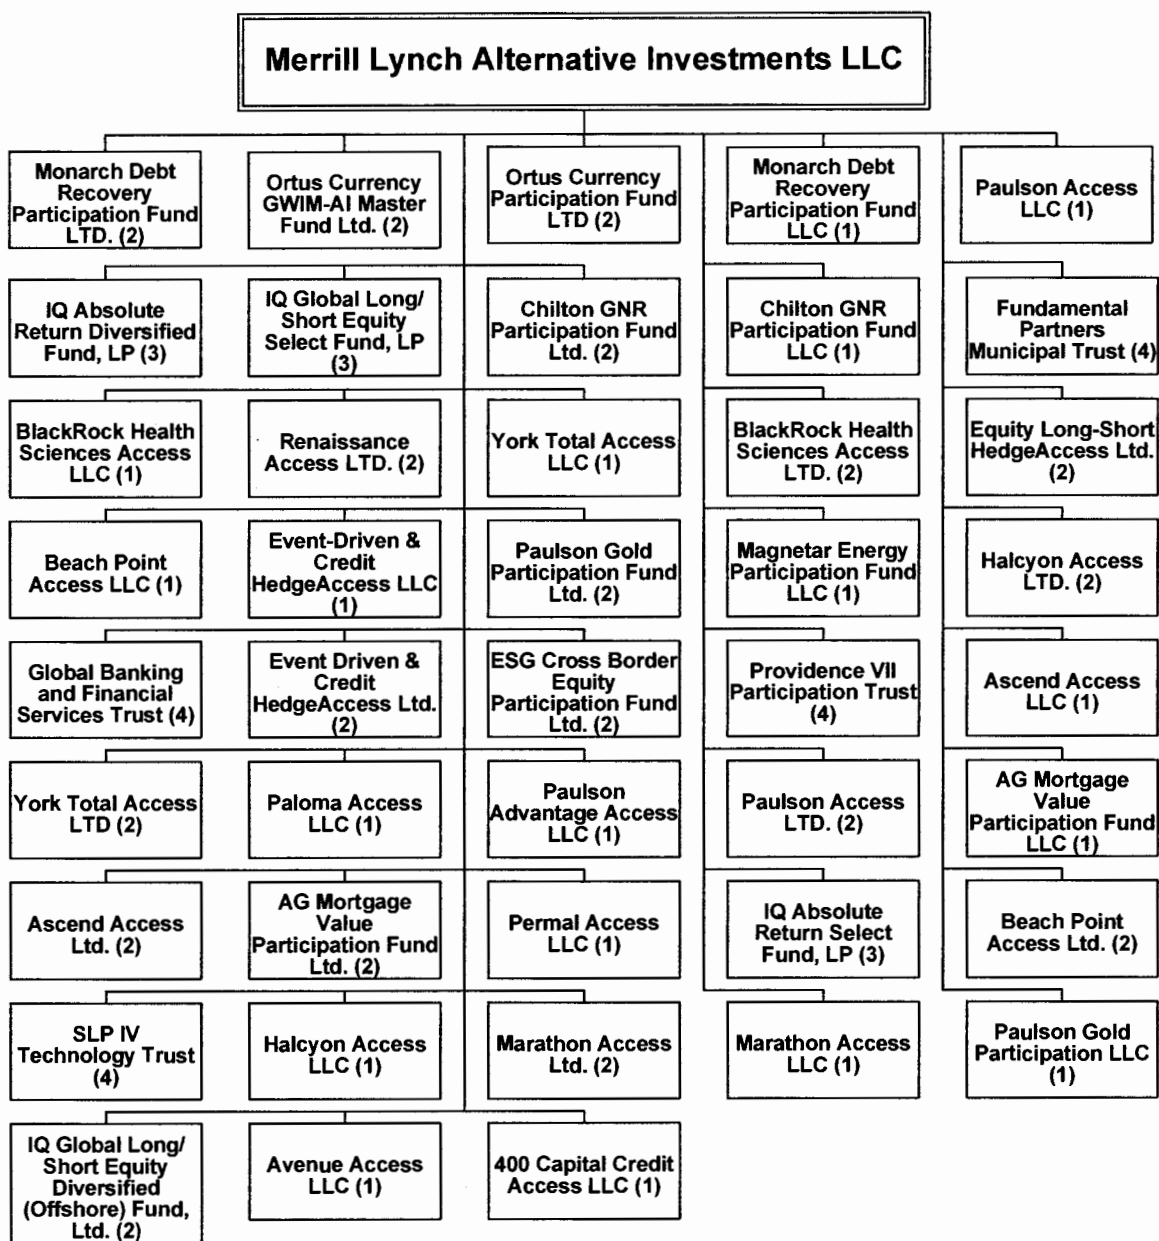 Merrill Lynch Alternative Investments LLC
Monarch Debt
Recovery
Participation Fund
LTD. (2)
Ortus Currency
GWIM-AI Master
Fund Ltd. (2)
Ortus Currency
Participation Fund
LTD (2)
Monarch Debt
Recovery
Participation Fund
LLC (1)
Paulson Access
LLC (1)
IQ Absolute
Return Diversified
Fund, LP (3)
IQ Global Long/
Short Equity
Select Fund, LP
(3)
Chilton GNR
Participation Fund
Ltd. (2)
Chilton GNR
Participation Fund
LLC (1)
Fundamental
Partners
Municipal Trust (4)
BlackRock Health
Sciences Access
LLC (1)
Renaissance
Access LTD. (2)
York Total Access
LLC (1)
BlackRock Health
Sciences Access
LTD. (2)
Equity Long-Short
HedgeAccess Ltd.
(2)
Beach Point
Access LLC (1)
Event-Driven &
Credit
HedgeAccess LLC
(1)
Paulson Gold
Participation Fund
Ltd. (2)
Magnetar Energy
Participation Fund
LLC (1)
Halcyon Access
LTD. (2)
Global Banking
and Financial
Services Trust (4)
Event Driven &
Credit
HedgeAccess Ltd.
(2)
ESG Cross Border
Equity
Participation Fund
Ltd. (2)
Providence VII
Participation Trust
(4)
Ascend Access
LLC (1)
York Total Access
LTD (2)
Paloma Access
LLC (1)
Paulson
Advantage Access
LLC (1)
Paulson Access
LTD. (2)
AG Mortgage
Value
Participation Fund
LLC (1)
Ascend Access
Ltd. (2)
AG Mortgage
Value
Participation Fund
Ltd. (2)
Permal Access
LLC (1)
IQ Absolute
Return Select
Fund, LP (3)
Beach Point
Access Ltd. (2)
SLP IV
Technology Trust
(4)
Halcyon Access
LLC (1)
Marathon Access
Ltd. (2)
Marathon Access
LLC (1)
Paulson Gold
Participation LLC
(1)
IQ Global Long/
Short Equity
Diversified
(Offshore) Fund,
Ltd. (2)
Avenue Access
LLC (1)
400 Capital Credit
Access LLC (1)